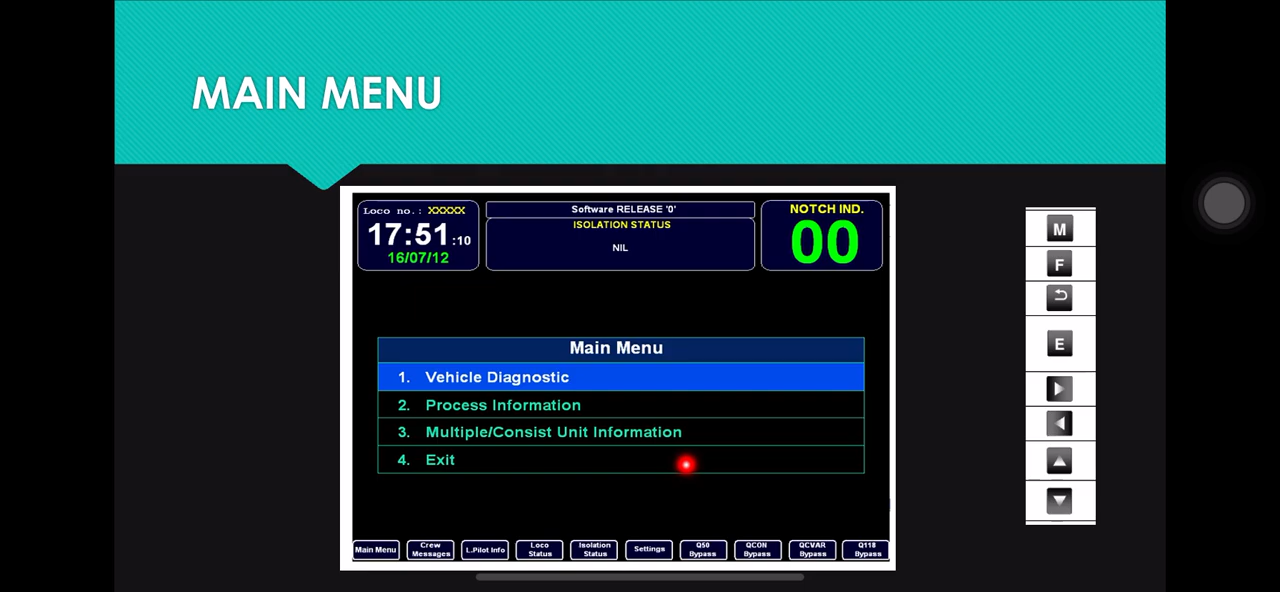 MAIN MENU
Loco no.: XXXXX
17:51:10
16/07/12
Software RELEASE '0'
ISOLATION STATUS
NIL
NOTCH IND.
00
Main Menu
1. Vehicle Diagnostic
2. Process Information
3. Multiple/Consist Unit Information
4. Exit
Main Menu
Crew
Messages
L.Pilot Info
Loco
Status
Isolation
Status
Settings
Q50
Bypass
QCON
Bypass
QCVAR
Bypass
Q118
Bypass
M
F
E